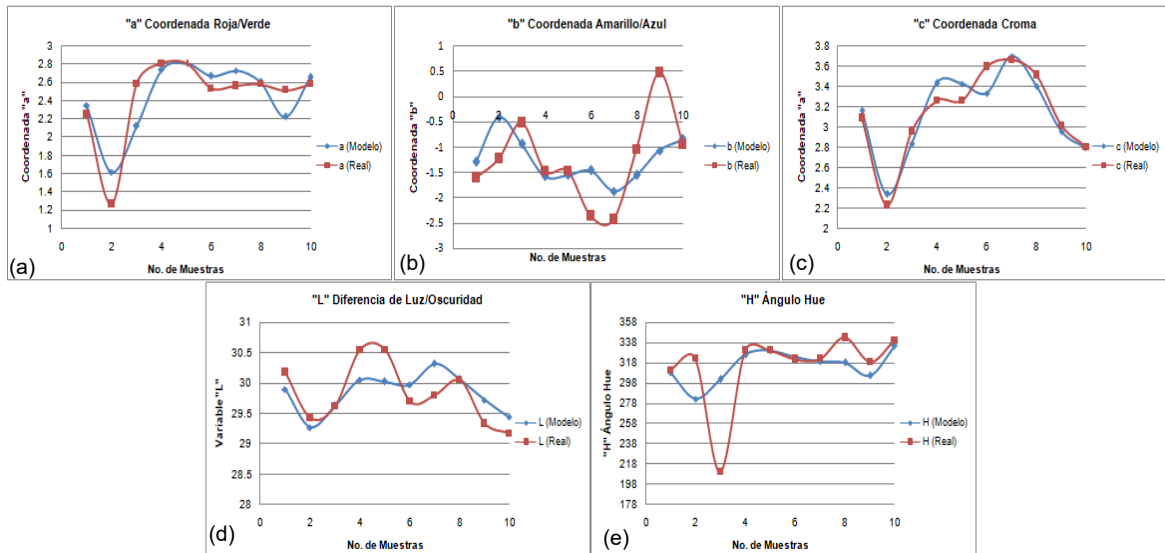 "a" Coordenada Roja/Verde
3
2.8
2.6
2.4
2.2
2
1.8
1.6
1.4
1.2
1
Coordenada "a"
0 2 4 6 8 10
No. de Muestras
a (Modelo)
a (Real)
(a)
"b" Coordenada Amarillo/Azul
1
0.5
0
-0.5
-1
-1.5
-2
-2.5
-3
Coordenada "b"
0 2 4 6 8 10
No. de Muestras
b (Modelo)
b (Real)
(b)
"c" Coordenada Croma
3.8
3.6
3.4
3.2
3
2.8
2.6
2.4
2.2
2
Coordenada "a"
0 2 4 6 8 10
No. de Muestras
c (Modelo)
c (Real)
(c)
"L" Diferencia de Luz/Oscuridad
31
30.5
30
29.5
29
28.5
28
Variable "L"
0 2 4 6 8 10
No. de Muestras
L (Modelo)
L (Real)
(d)
"H" Ángulo Hue
358
338
318
298
278
258
238
218
198
178
"H" Ángulo Hue
0 2 4 6 8 10
No. de Muestras
H (Modelo)
H (Real)
(e)